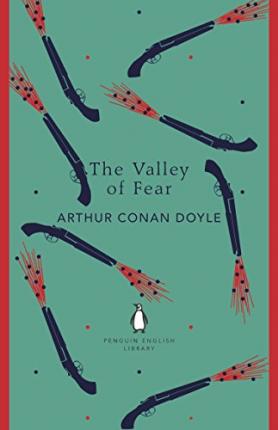 The Valley
of Fear
ARTHUR CONAN DOYLE
PENGUIN ENGLISH
LIBRARY